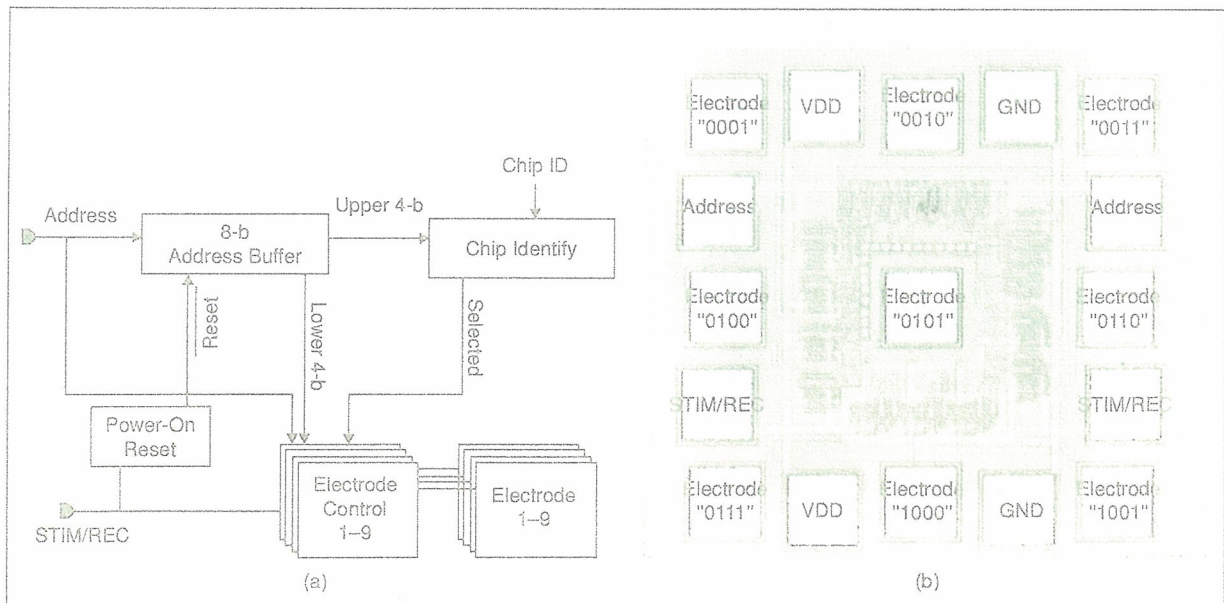 Address
8-b
Address Buffer
Upper 4-b
Chip ID
Chip Identify
Reset
Lower 4-b
Selected
Power-On
Reset
STIM/REC
Electrode
Control
1–9
Electrode
1–9
(a)
Electrode
"0001"
VDD
Electrode
"0010"
GND
Electrode
"0011"
Address
Address
Electrode
"0100"
Electrode
"0101"
Electrode
"0110"
STIM/REC
STIM/REC
Electrode
"0111"
VDD
Electrode
"1000"
GND
Electrode
"1001"
(b)